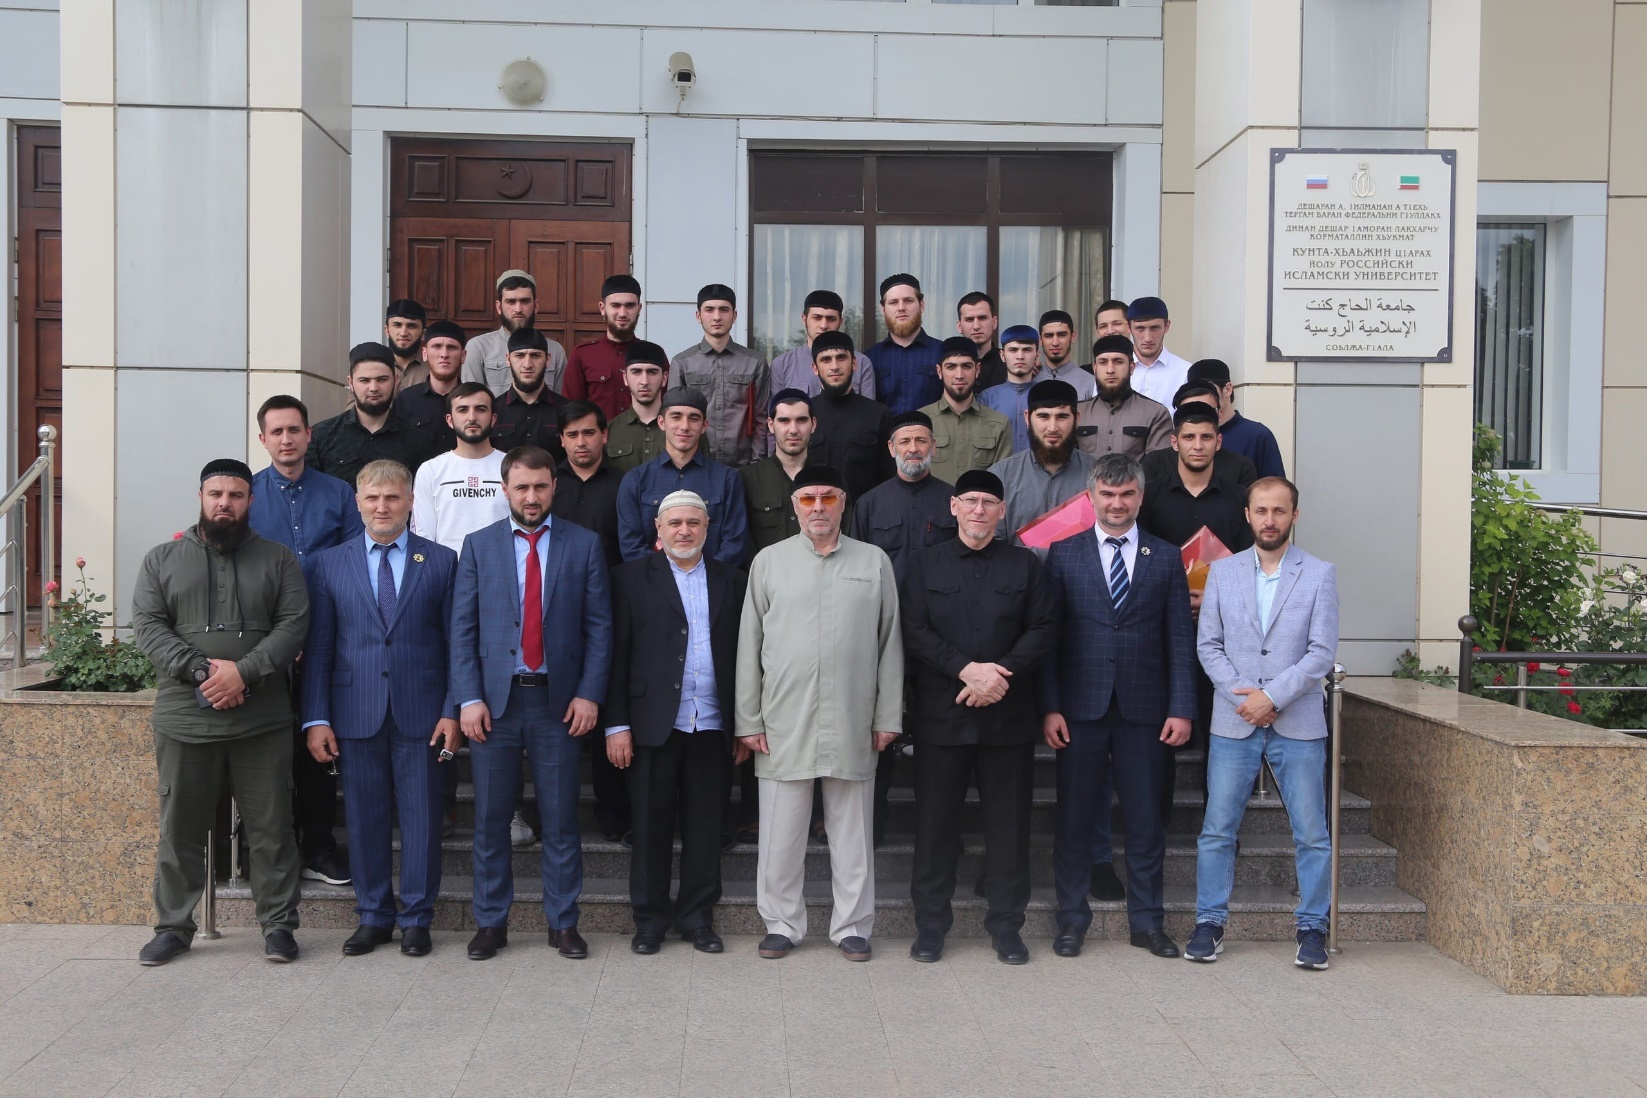 ДЕШАРАН А, ӀИЛМАНАН А ТӀЕХЬ
ТЕРГАМ БАРАН ФЕДЕРАЛЬНИ ГӀУЛЛАКХ
ДИНАН ДЕШАР ӀАМОРАН ЛАКХАРЧУ
КОРМАТАЛЛИН ХЬУКМАТ
КУНТА-ХЬАЬЖИН ЦӀАРАХ
ЙОЛУ РОССИЙСКИ
ИСЛАМСКИ УНИВЕРСИТЕТ
جامعة الحاج كنت
الإسلامية الروسية
СОЬЛЖА-ГӀАЛА
GIVENCHY